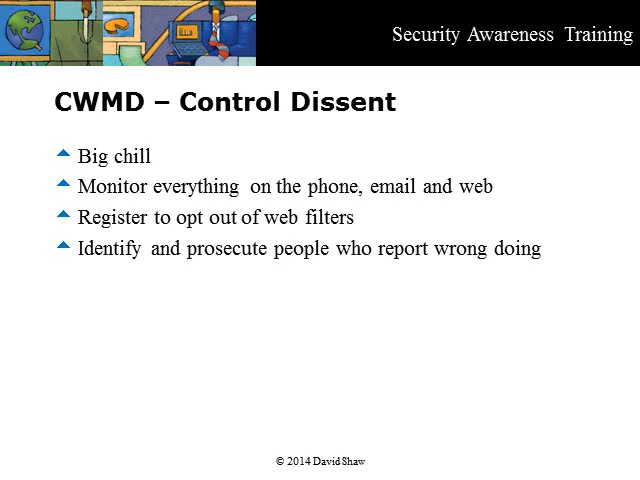 Security Awareness Training
CWMD – Control Dissent
Big chill
Monitor everything on the phone, email and web
Register to opt out of web filters
Identify and prosecute people who report wrong doing
© 2014 David Shaw